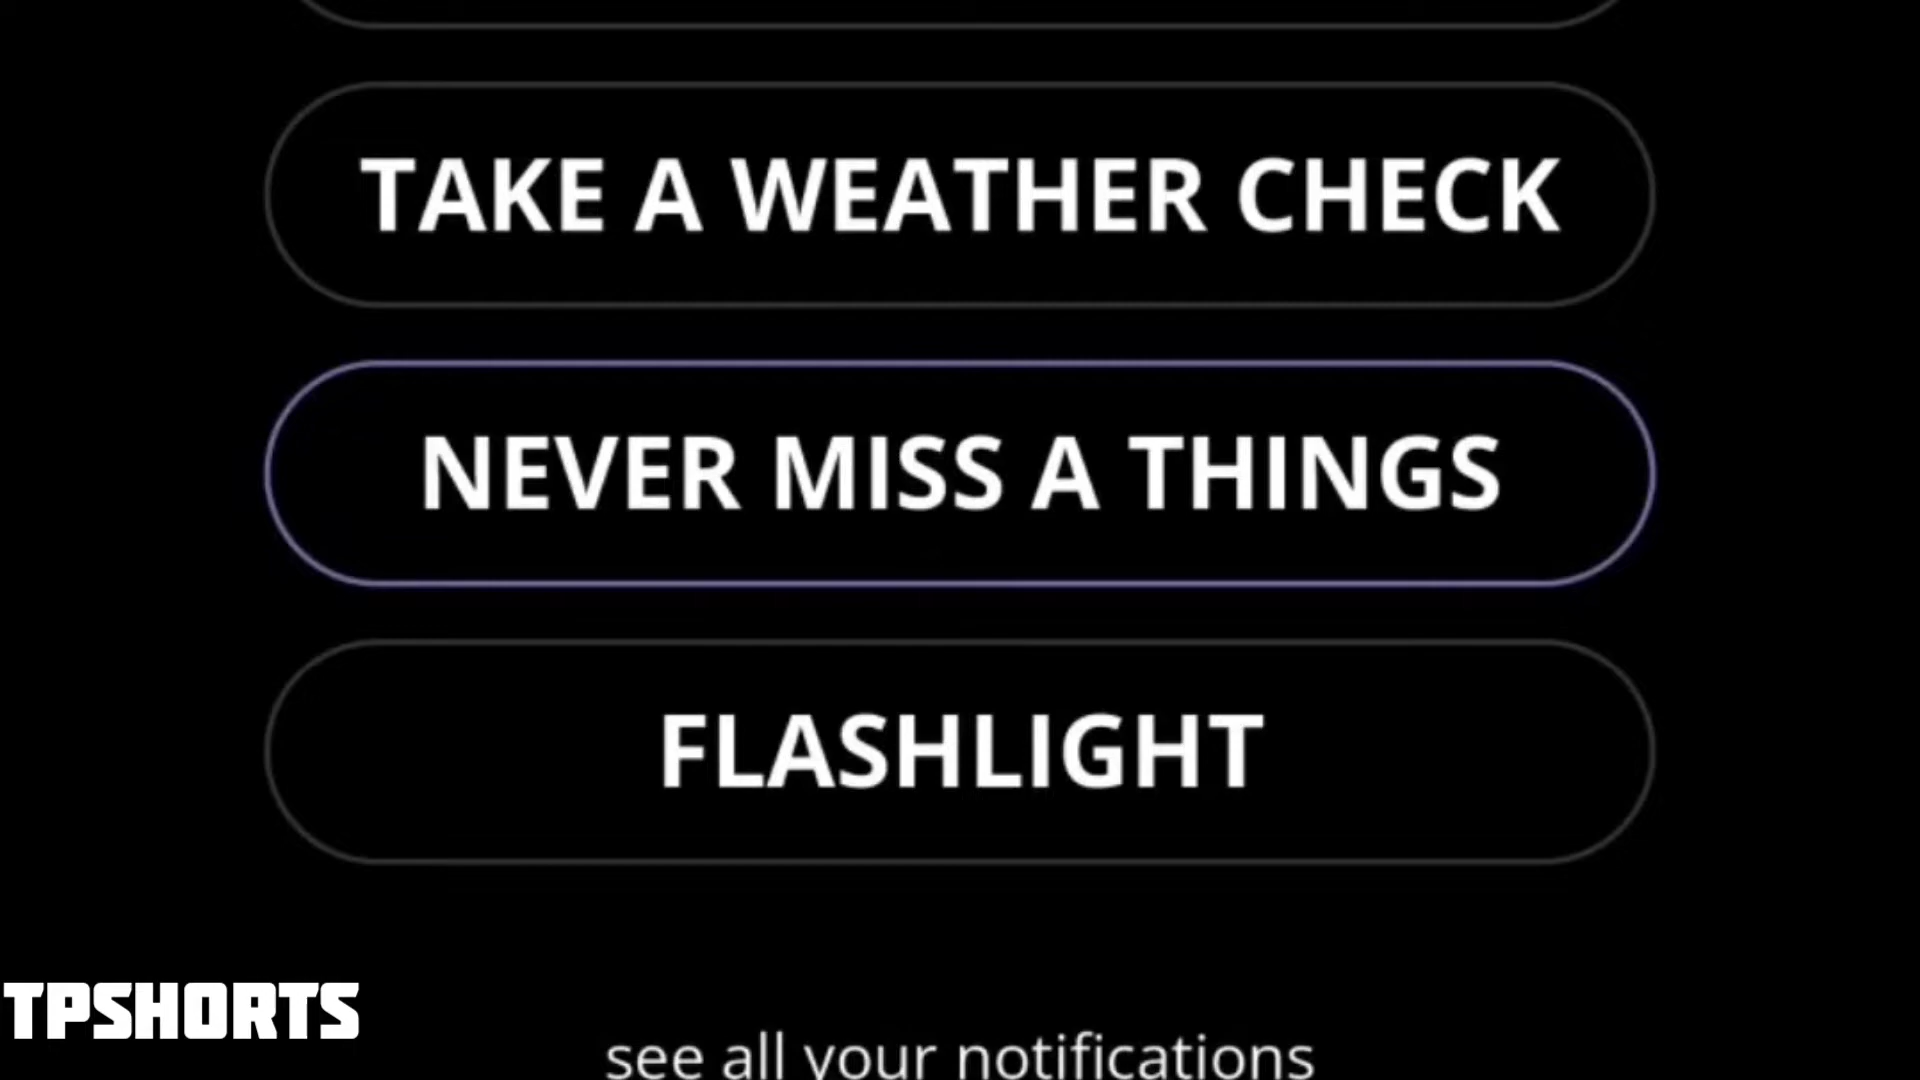 TAKE A WEATHER CHECK
NEVER MISS A THINGS
FLASHLIGHT
TPSHORTS
see all your notifications